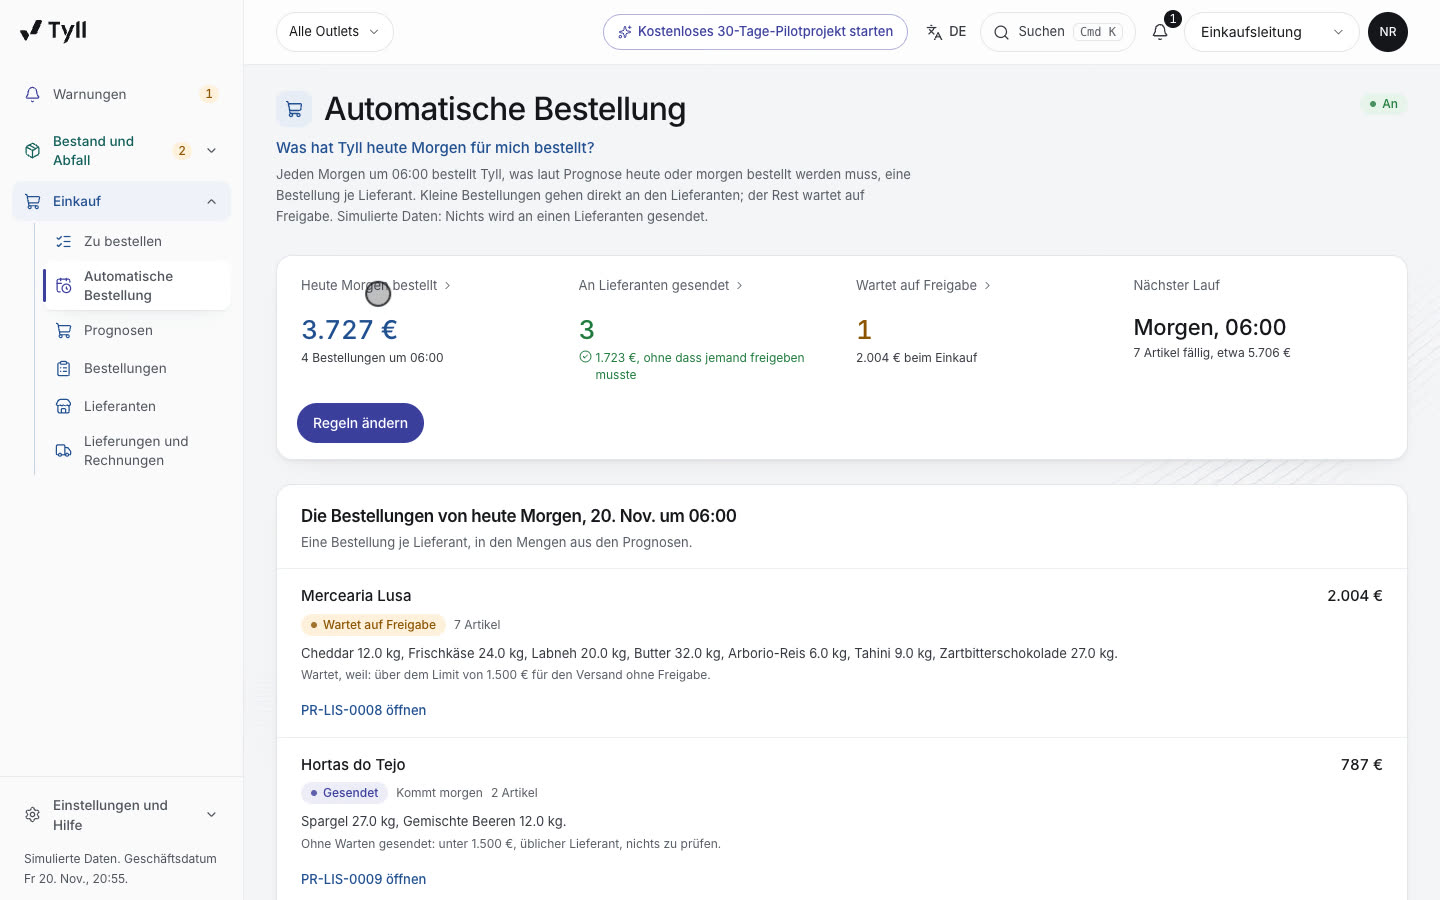 Tyll
Alle Outlets
Kostenloses 30-Tage-Pilotprojekt starten
DE
Suchen
Cmd K
1
Einkaufsleitung
NR
Warnungen
1
Bestand und
Abfall
2
Einkauf
Zu bestellen
Automatische
Bestellung
Prognosen
Bestellungen
Lieferanten
Lieferungen und
Rechnungen
Einstellungen und
Hilfe
Simulierte Daten. Geschäftsdatum
Fr 20. Nov., 20:55.
Automatische Bestellung
An
Was hat Tyll heute Morgen für mich bestellt?
Jeden Morgen um 06:00 bestellt Tyll, was laut Prognose heute oder morgen bestellt werden muss, eine
Bestellung je Lieferant. Kleine Bestellungen gehen direkt an den Lieferanten; der Rest wartet auf
Freigabe. Simulierte Daten: Nichts wird an einen Lieferanten gesendet.
Heute Morgen bestellt
3.727 €
4 Bestellungen um 06:00
An Lieferanten gesendet
3
1.723 €, ohne dass jemand freigeben
musste
Wartet auf Freigabe
1
2.004 € beim Einkauf
Nächster Lauf
Morgen, 06:00
7 Artikel fällig, etwa 5.706 €
Regeln ändern
Die Bestellungen von heute Morgen, 20. Nov. um 06:00
Eine Bestellung je Lieferant, in den Mengen aus den Prognosen.
Mercearia Lusa
2.004 €
Wartet auf Freigabe
7 Artikel
Cheddar 12.0 kg, Frischkäse 24.0 kg, Labneh 20.0 kg, Butter 32.0 kg, Arborio-Reis 6.0 kg, Tahini 9.0 kg, Zartbitterschokolade 27.0 kg.
Wartet, weil: über dem Limit von 1.500 € für den Versand ohne Freigabe.
PR-LIS-0008 öffnen
Hortas do Tejo
787 €
Gesendet
Kommt morgen
2 Artikel
Spargel 27.0 kg, Gemischte Beeren 12.0 kg.
Ohne Warten gesendet: unter 1.500 €, üblicher Lieferant, nichts zu prüfen.
PR-LIS-0009 öffnen